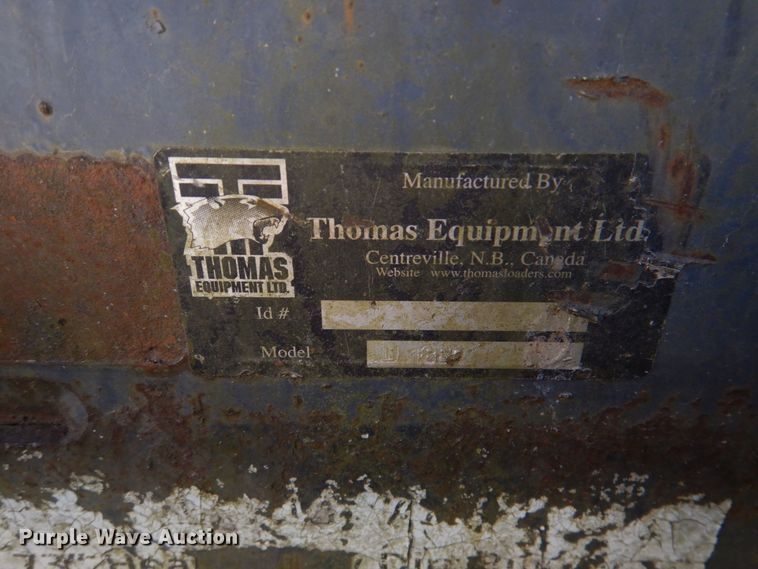 Manufactured By
Thomas Equipment Ltd.
Centreville, N.B., Canada
Website www.thomasloaders.com
THOMAS
EQUIPMENT LTD.
Id #
Model
Purple Wave Auction